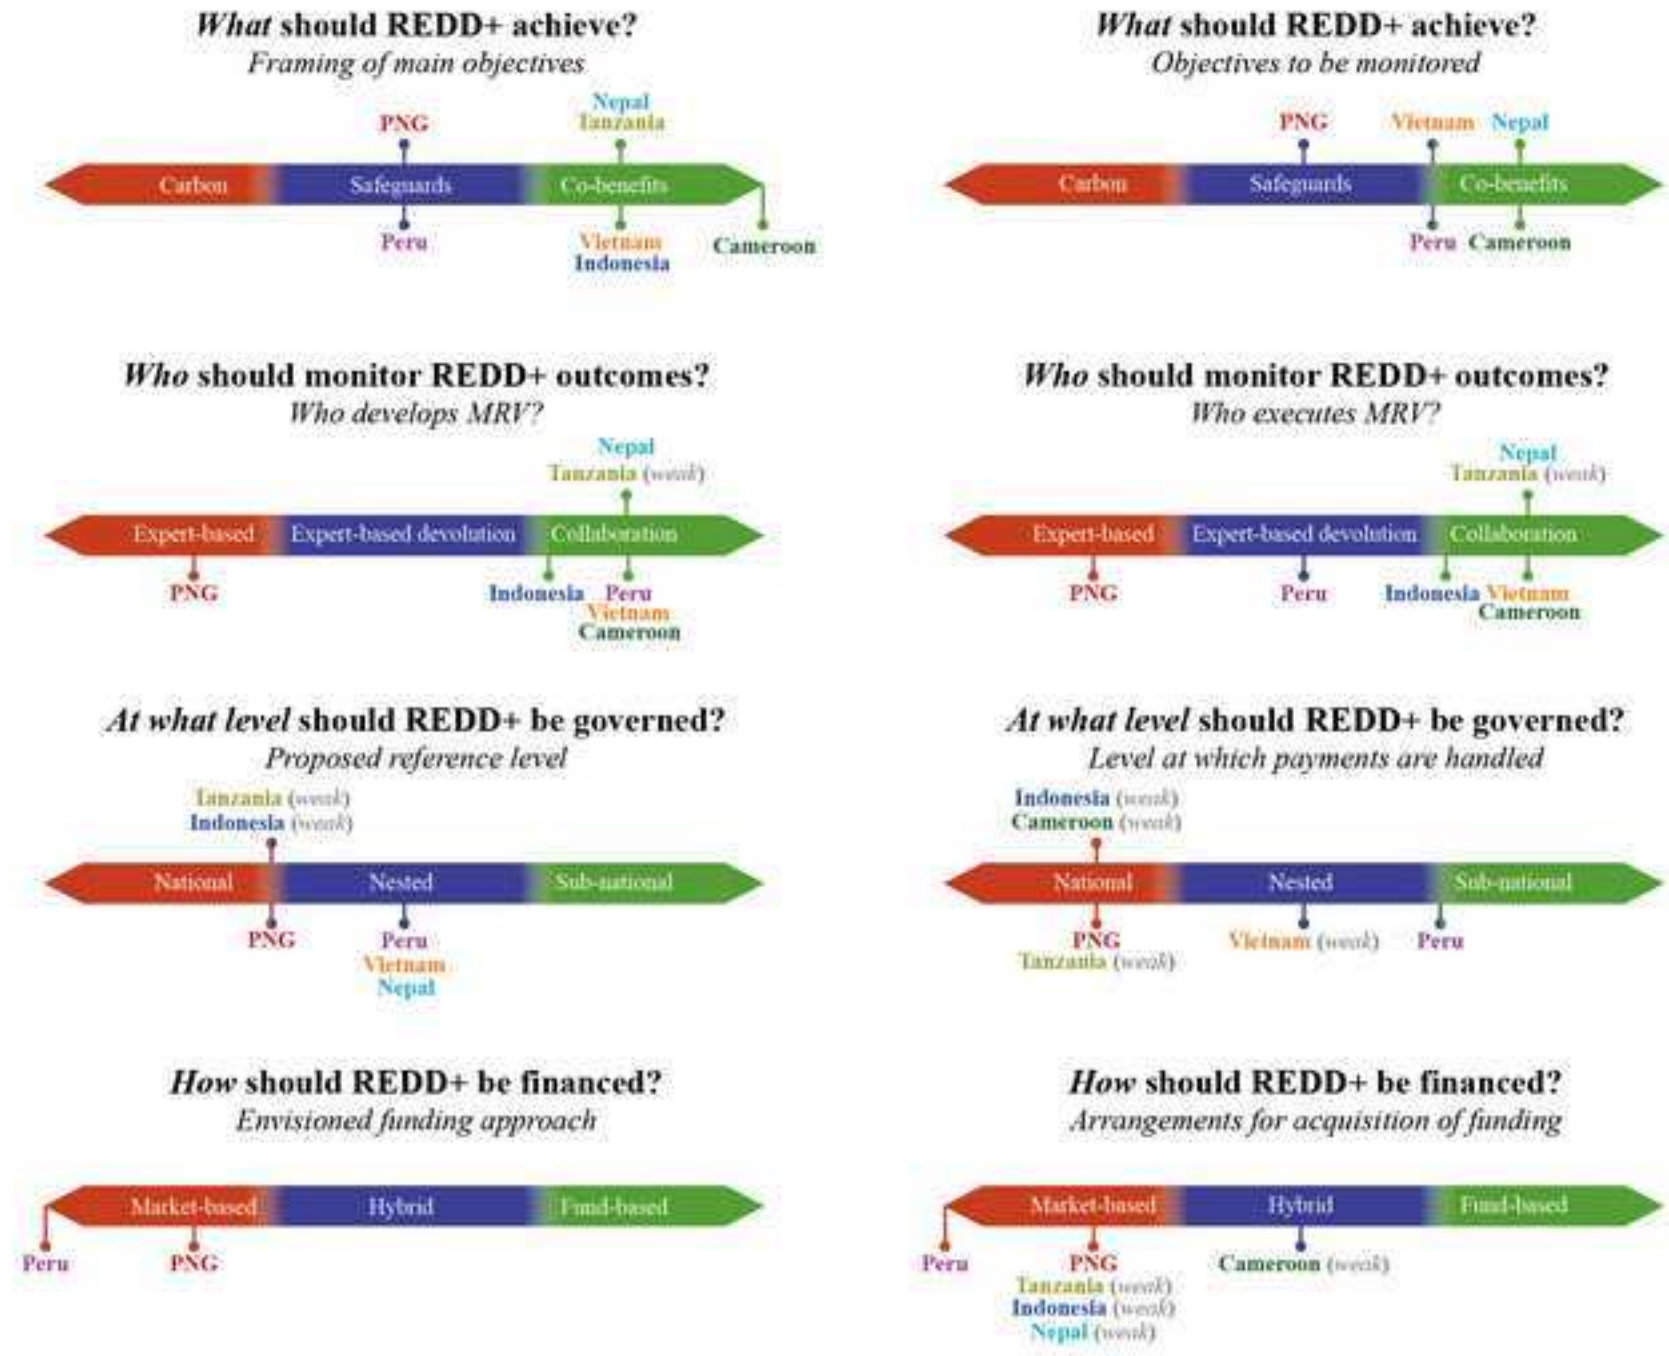 What should REDD+ achieve?
Framing of main objectives
Nepal
PNG
Tanzania
Carbon
Safeguards
Co-benefits
Peru
Vietnam
Indonesia
Cameroon
What should REDD+ achieve?
Objectives to be monitored
PNG
Vietnam
Nepal
Carbon
Safeguards
Co-benefits
Peru
Cameroon
Who should monitor REDD+ outcomes?
Who develops MRV?
Nepal
Tanzania (weak)
Expert-based
Expert-based devolution
Collaboration
PNG
Indonesia
Peru
Vietnam
Cameroon
Who should monitor REDD+ outcomes?
Who executes MRV?
Nepal
Tanzania (weak)
Expert-based
Expert-based devolution
Collaboration
PNG
Peru
Indonesia
Vietnam
Cameroon
At what level should REDD+ be governed?
Proposed reference level
Tanzania (weak)
Indonesia (weak)
National
Nested
Sub-national
PNG
Peru
Vietnam
Nepal
At what level should REDD+ be governed?
Level at which payments are handled
Indonesia (weak)
Cameroon (weak)
National
Nested
Sub-national
PNG
Tanzania (weak)
Vietnam (weak)
Peru
How should REDD+ be financed?
Envisioned funding approach
Market-based
Hybrid
Fund-based
Peru
PNG
How should REDD+ be financed?
Arrangements for acquisition of funding
Market-based
Hybrid
Fund-based
Peru
PNG
Tanzania (weak)
Indonesia (weak)
Nepal (weak)
Cameroon (weak)